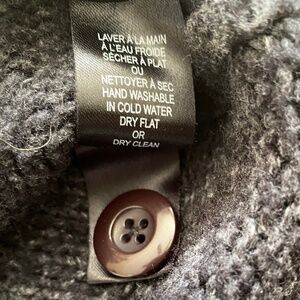 LAVER À LA MAIN
À L'EAU FROIDE
SÉCHER À PLAT
OU
NETTOYER À SEC
HAND WASHABLE
IN COLD WATER
DRY FLAT
OR
DRY CLEAN